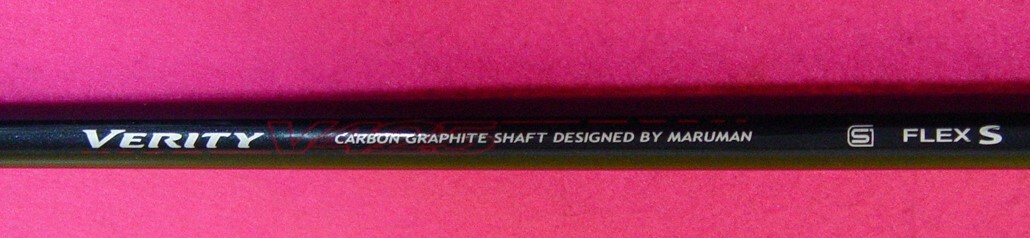 VERITY CARBON GRAPHITE SHAFT DESIGNED BY MARUMAN S FLEX S